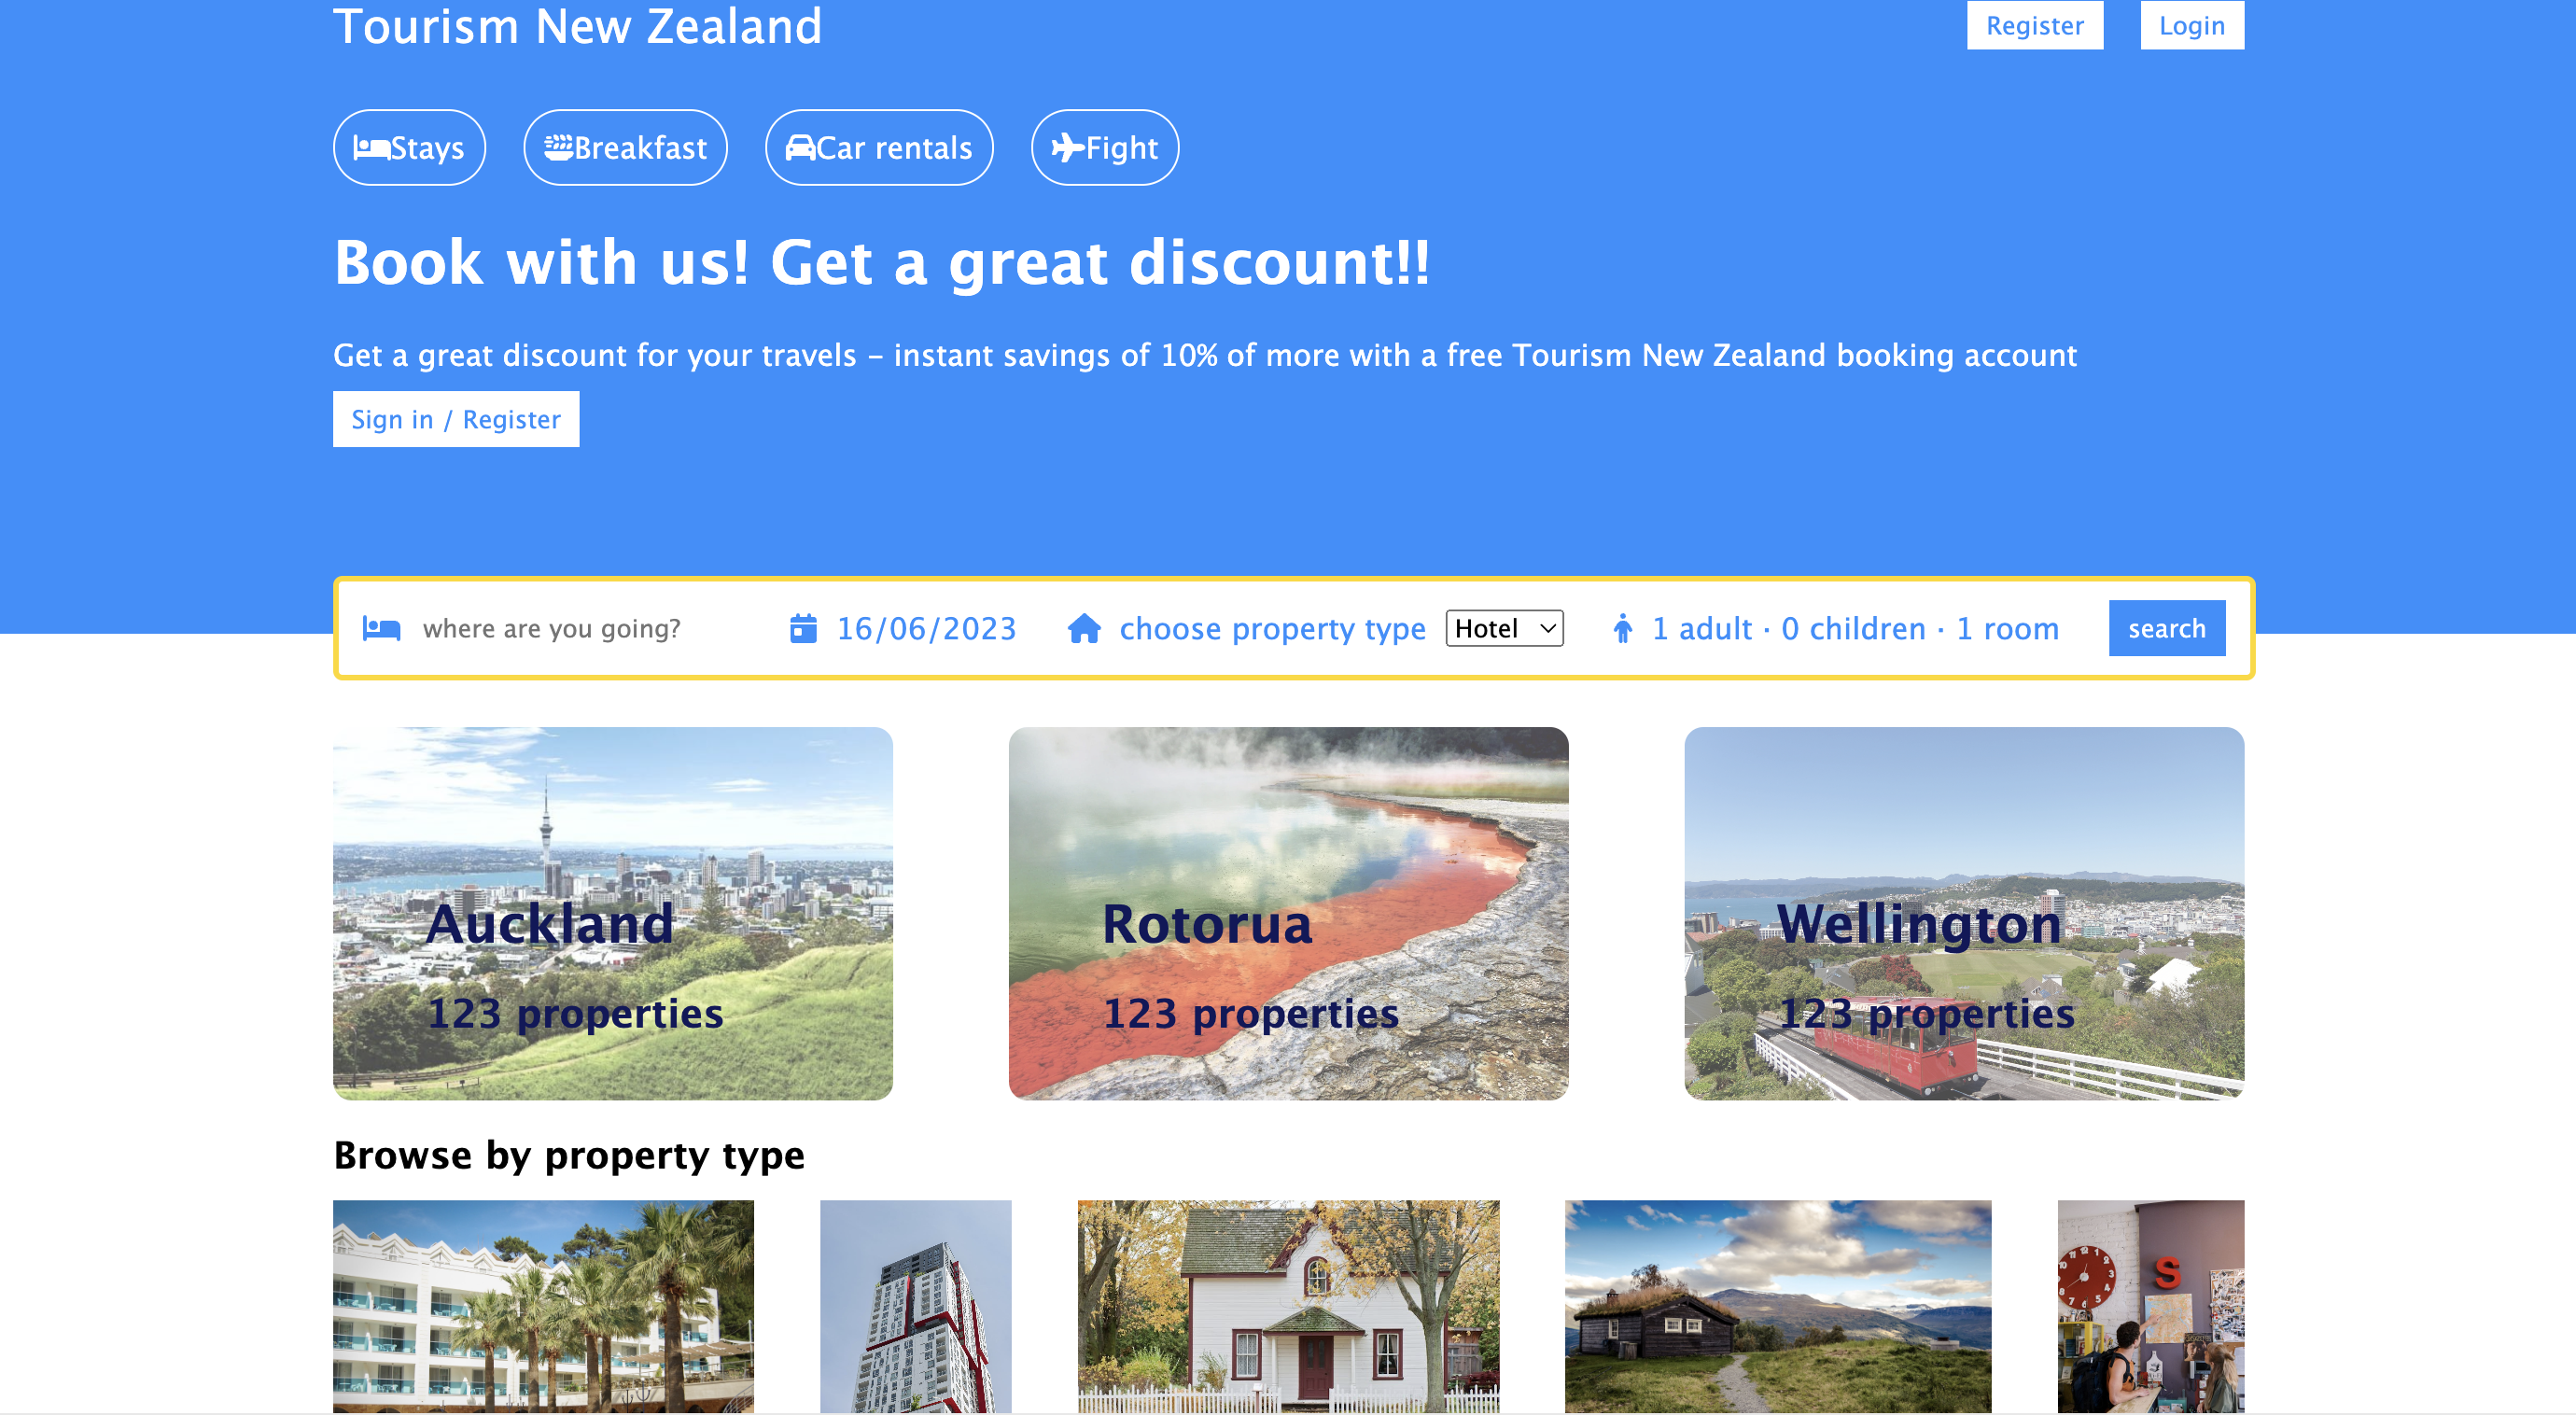 Tourism New Zealand
Register
Login
Stays
Breakfast
Car rentals
Fight
Book with us! Get a great discount!!
Get a great discount for your travels – instant savings of 10% of more with a free Tourism New Zealand booking account
Sign in / Register
where are you going?
16/06/2023
choose property type
Hotel
1 adult · 0 children · 1 room
search
Auckland
123 properties
Rotorua
123 properties
Wellington
123 properties
Browse by property type
S